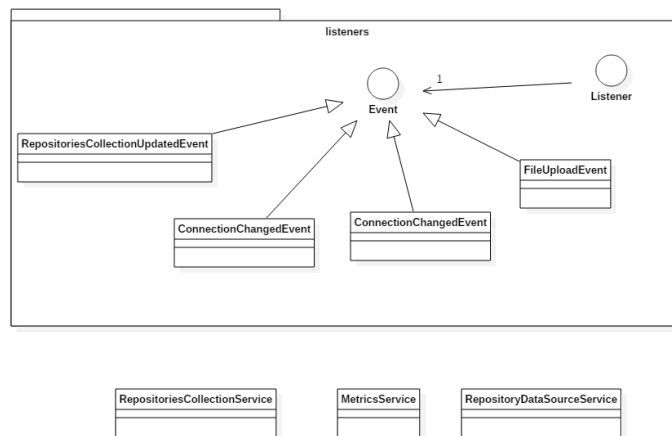 listeners
1
Event
Listener
RepositoriesCollectionUpdatedEvent
FileUploadEvent
ConnectionChangedEvent
ConnectionChangedEvent
RepositoriesCollectionService
MetricsService
RepositoryDataSourceService